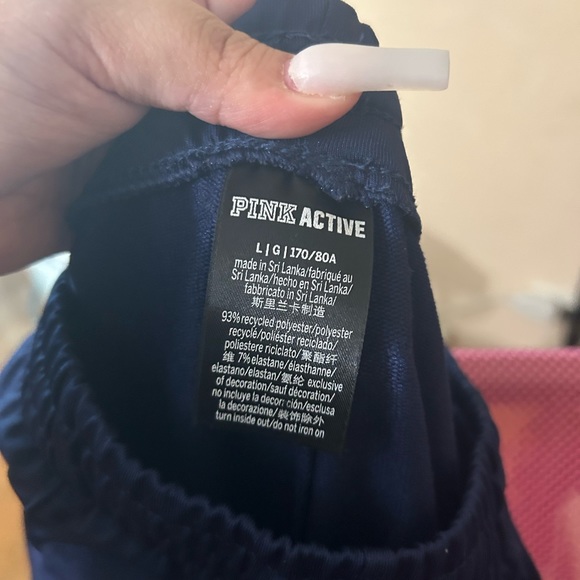 PINK ACTIVE
L | G | 170/80A
made in Sri Lanka/fabriqué au
Sri Lanka/hecho en Sri Lanka/
fabbricato in Sri Lanka/
斯里兰卡制造
93% recycled polyester/polyester
recyclé/poliéster reciclado/
poliestere riciclato/聚酯纤
维 7% elastane/élasthanne/
elastano/elastan/氨纶 exclusive
of decoration/sauf décoration/
no incluye la decoración/esclusa
la decorazione/装饰除外
turn inside out/do not iron on